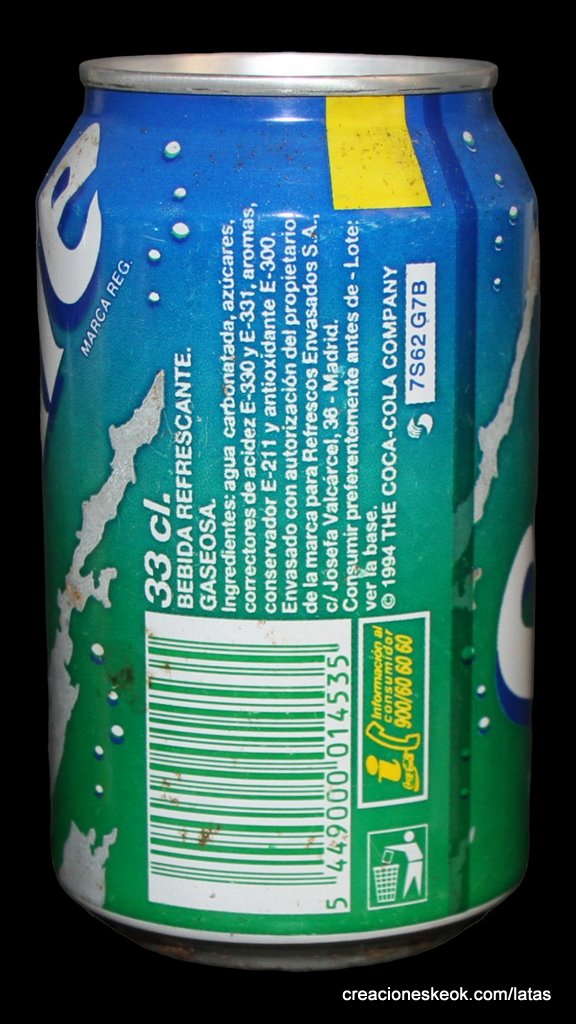 e
MARCA REG.
33 cl.
BEBIDA REFRESCANTE.
GASEOSA.
Ingredientes: agua carbonatada, azúcares,
correctores de acidez E-330 y E-331, aromas,
conservador E-211 y antioxidante E-300.
Envasado con autorización del propietario
de la marca para Refrescos Envasados S.A.,
c/ Josefa Valcárcel, 36 - Madrid.
Consumir preferentemente antes de - Lote:
ver la base.
© 1994 THE COCA-COLA COMPANY
7S62 G7B
5 449000 014535
Información al
consumidor
900/60 60 60
creacioneskeok.com/latas